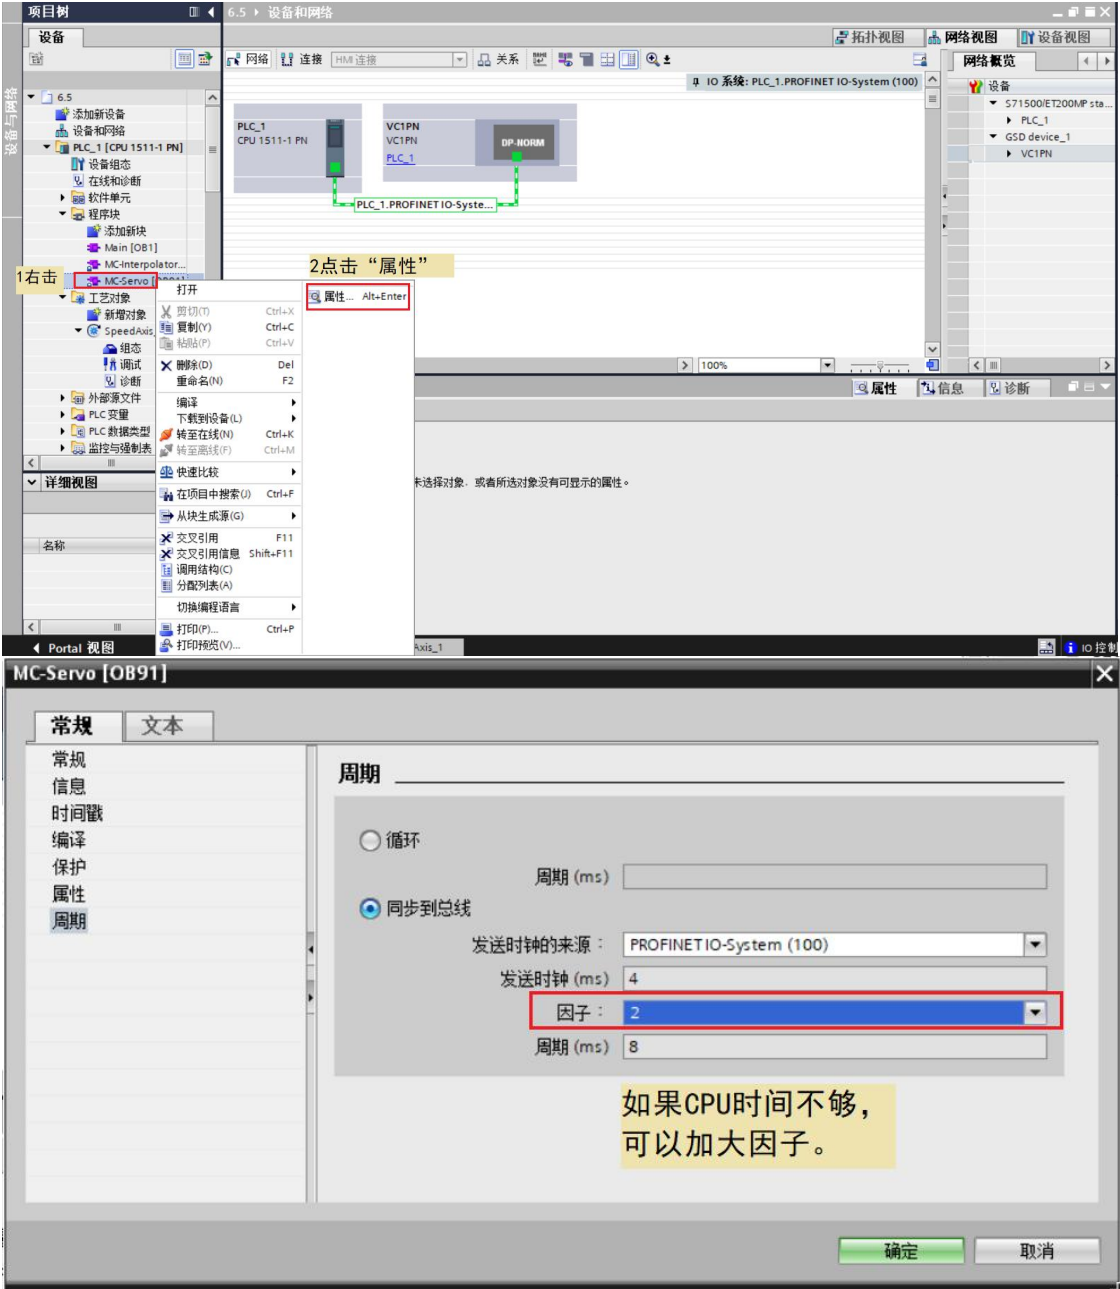 项目树
6.5 › 设备和网络
设备
拓扑视图
网络视图
设备视图
网络
连接
HMI 连接
关系
网络概览
IO 系统: PLC_1.PROFINET IO-System (100)
设备
S71500/ET200MP sta...
PLC_1
GSD device_1
VC1PN
设备与网络
6.5
添加新设备
设备和网络
PLC_1 [CPU 1511-1 PN]
设备组态
在线和诊断
软件单元
程序块
添加新块
Main [OB1]
MC-Interpolator...
MC-Servo [OB91]
工艺对象
新增对象
SpeedAxis_
组态
调试
诊断
外部源文件
PLC 变量
PLC 数据类型
监控与强制表
PLC_1
CPU 1511-1 PN
VC1PN
VC1PN
PLC_1
DP-NORM
PLC_1.PROFINET IO-Syste...
1右击
2点击“属性”
打开
剪切(T) Ctrl+X
复制(Y) Ctrl+C
粘贴(P) Ctrl+V
删除(D) Del
重命名(N) F2
编译
下载到设备(L)
转至在线(N) Ctrl+K
转至离线(F) Ctrl+M
快速比较
在项目中搜索(J) Ctrl+F
从块生成源(G)
交叉引用 F11
交叉引用信息 Shift+F11
调用结构(C)
分配列表(A)
切换编程语言
打印(P)... Ctrl+P
打印预览(V)...
属性... Alt+Enter
100%
属性
信息
诊断
未选择对象。或者所选对象没有可显示的属性。
详细视图
名称
Portal 视图
Axis_1
IO 控制
MC-Servo [OB91]
常规
文本
常规
信息
时间戳
编译
保护
属性
周期
周期
循环
周期 (ms)
同步到总线
发送时钟的来源： PROFINET IO-System (100)
发送时钟 (ms) 4
因子： 2
周期 (ms) 8
如果CPU时间不够，
可以加大因子。
确定
取消